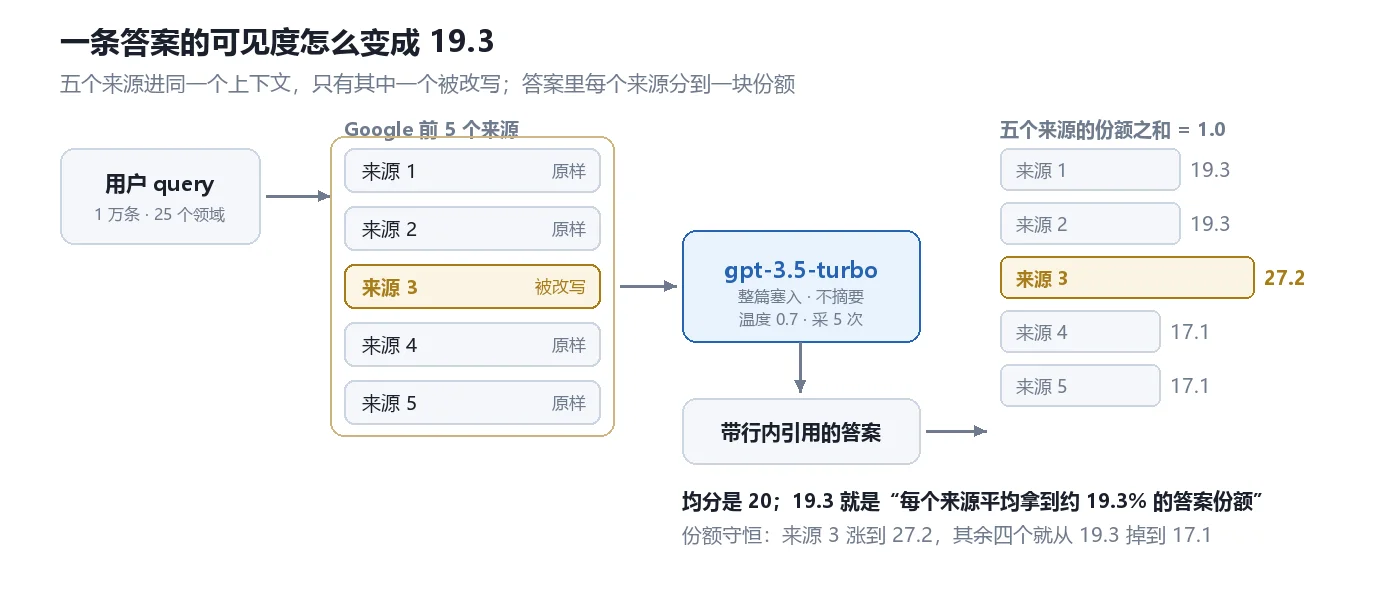 一条答案的可见度怎么变成 19.3
五个来源进同一个上下文，只有其中一个被改写；答案里每个来源分到一块份额
用户 query
1 万条 · 25 个领域
Google 前 5 个来源
来源 1 原样
来源 2 原样
来源 3 被改写
来源 4 原样
来源 5 原样
gpt-3.5-turbo
整篇塞入 · 不摘要
温度 0.7 · 采 5 次
带行内引用的答案
五个来源的份额之和 = 1.0
来源 1 19.3
来源 2 19.3
来源 3 27.2
来源 4 17.1
来源 5 17.1
均分是 20；19.3 就是“每个来源平均拿到约 19.3% 的答案份额”
份额守恒：来源 3 涨到 27.2，其余四个就从 19.3 掉到 17.1